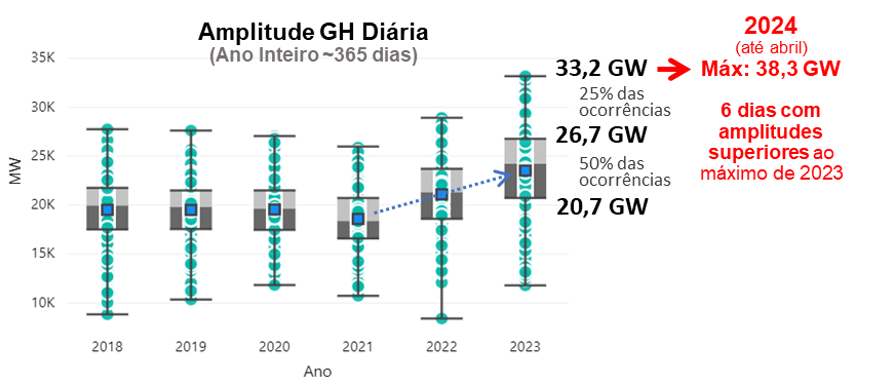 Amplitude GH Diária
(Ano Inteiro ~365 dias)
2024
(até abril)
Máx: 38,3 GW
6 dias com
amplitudes
superiores ao
máximo de 2023
33,2 GW
25% das
ocorrências
26,7 GW
50% das
ocorrências
20,7 GW
MW
35K
30K
25K
20K
15K
10K
2018 2019 2020 2021 2022 2023
Ano